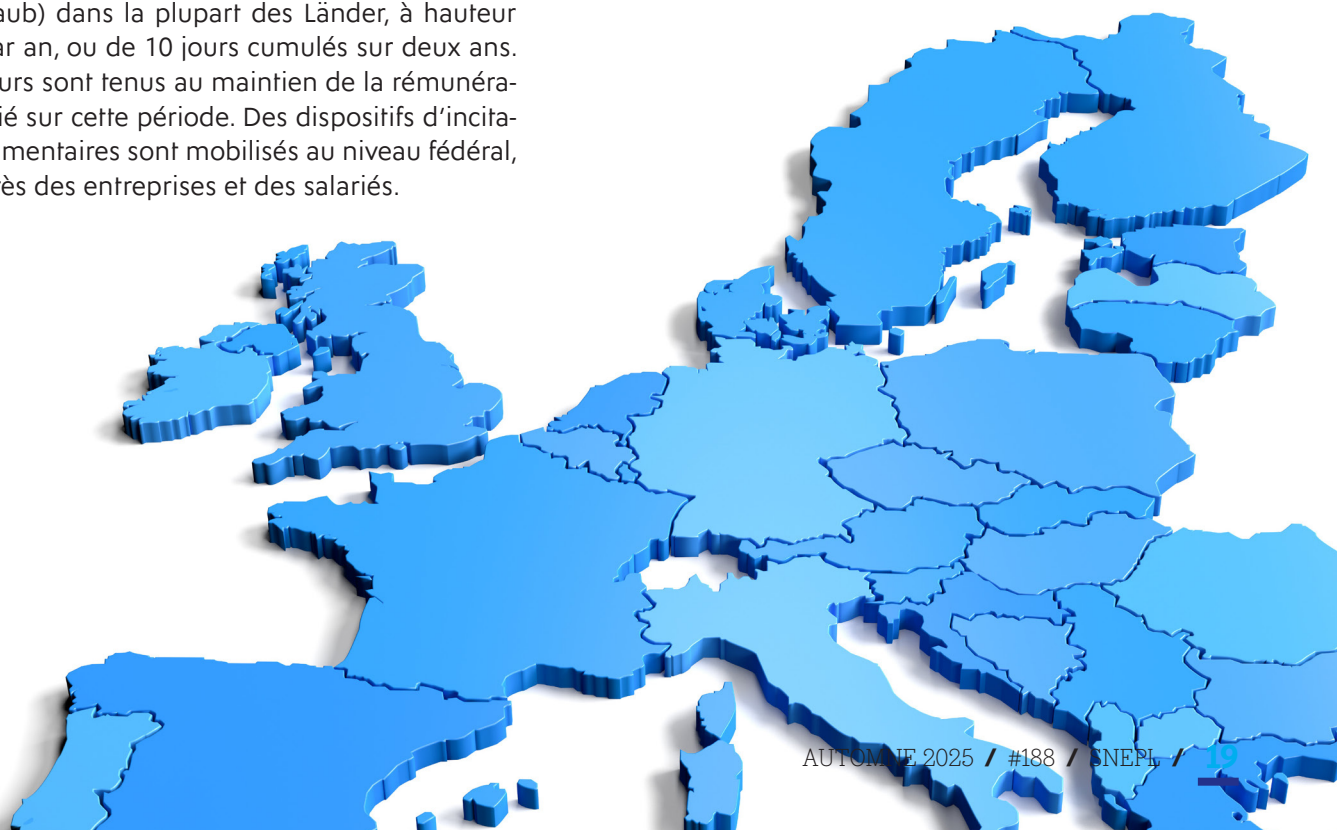 aub) dans la plupart des Länder, à hauteur
ar an, ou de 10 jours cumulés sur deux ans.
urs sont tenus au maintien de la rémunéra-
ié sur cette période. Des dispositifs d'incita-
mentaires sont mobilisés au niveau fédéral,
rès des entreprises et des salariés.
AUTOMNE 2025 / #188 / SNEPL / 19